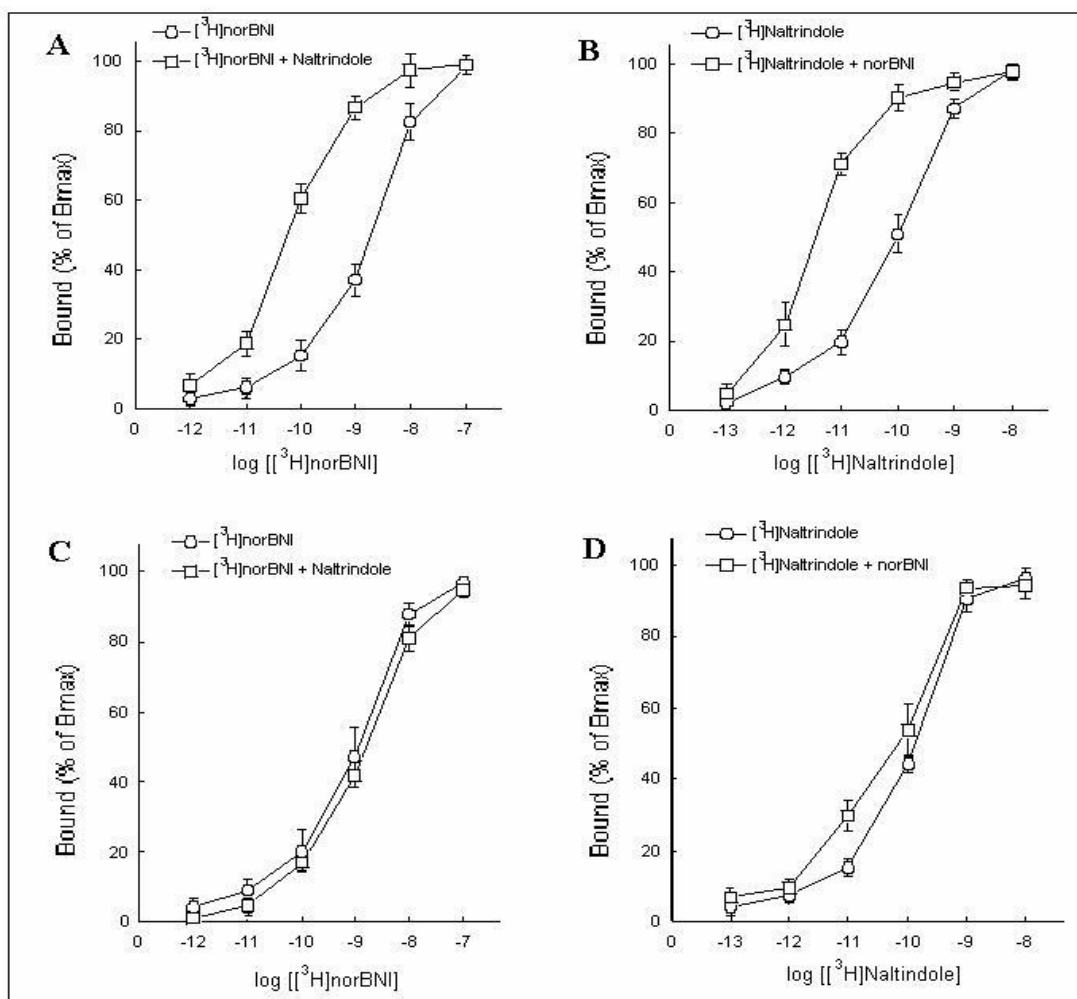 A
[³H]norBNI
[³H]norBNI + Naltrindole
100
80
60
40
20
0
Bound (% of Bmax)
0 -12 -11 -10 -9 -8 -7
log [[³H]norBNI]
B
[³H]Naltrindole
[³H]Naltrindole + norBNI
100
80
60
40
20
0
Bound (% of Bmax)
0 -13 -12 -11 -10 -9 -8
log [[³H]Naltrindole]
C
[³H]norBNI
[³H]norBNI + Naltrindole
100
80
60
40
20
0
Bound (% of Bmax)
0 -12 -11 -10 -9 -8 -7
log [[³H]norBNI]
D
[³H]Naltrindole
[³H]Naltrindole + norBNI
100
80
60
40
20
0
Bound (% of Bmax)
0 -13 -12 -11 -10 -9 -8
log [[³H]Naltindole]